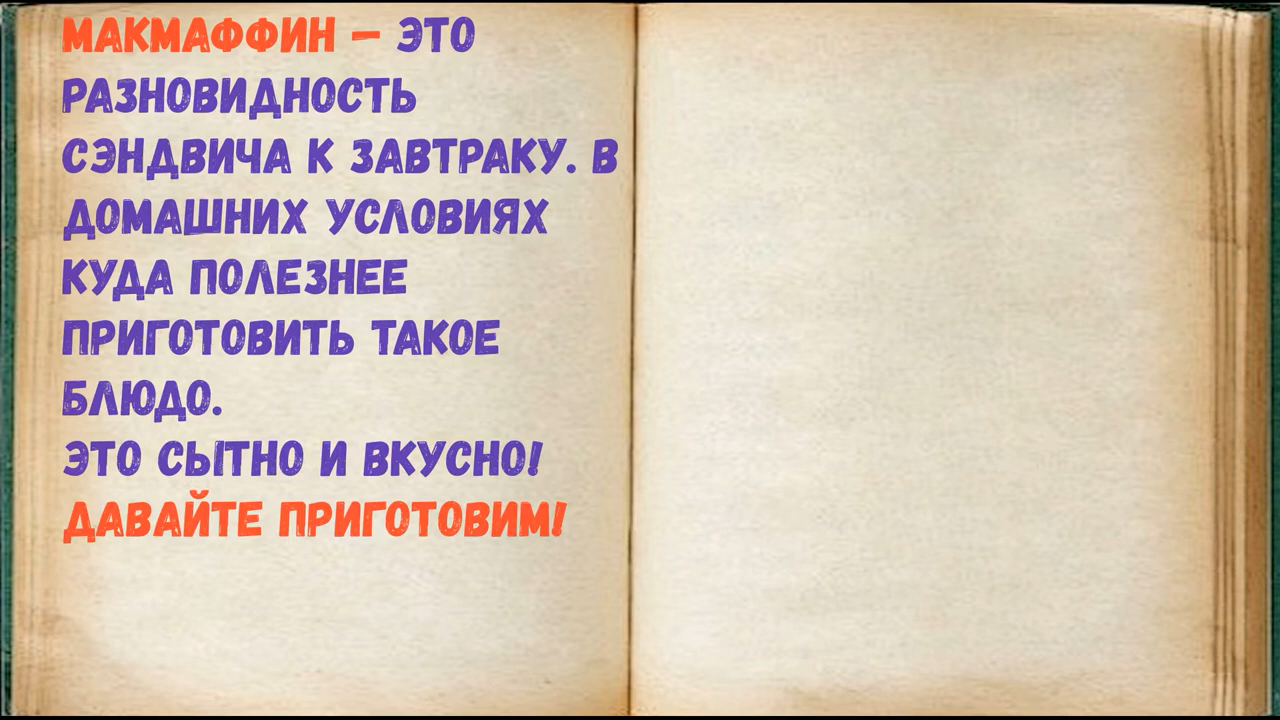 МАКМАФФИН – ЭТО
РАЗНОВИДНОСТЬ
СЭНДВИЧА К ЗАВТРАКУ. В
ДОМАШНИХ УСЛОВИЯХ
КУДА ПОЛЕЗНЕЕ
ПРИГОТОВИТЬ ТАКОЕ
БЛЮДО.
ЭТО СЫТНО И ВКУСНО!
ДАВАЙТЕ ПРИГОТОВИМ!